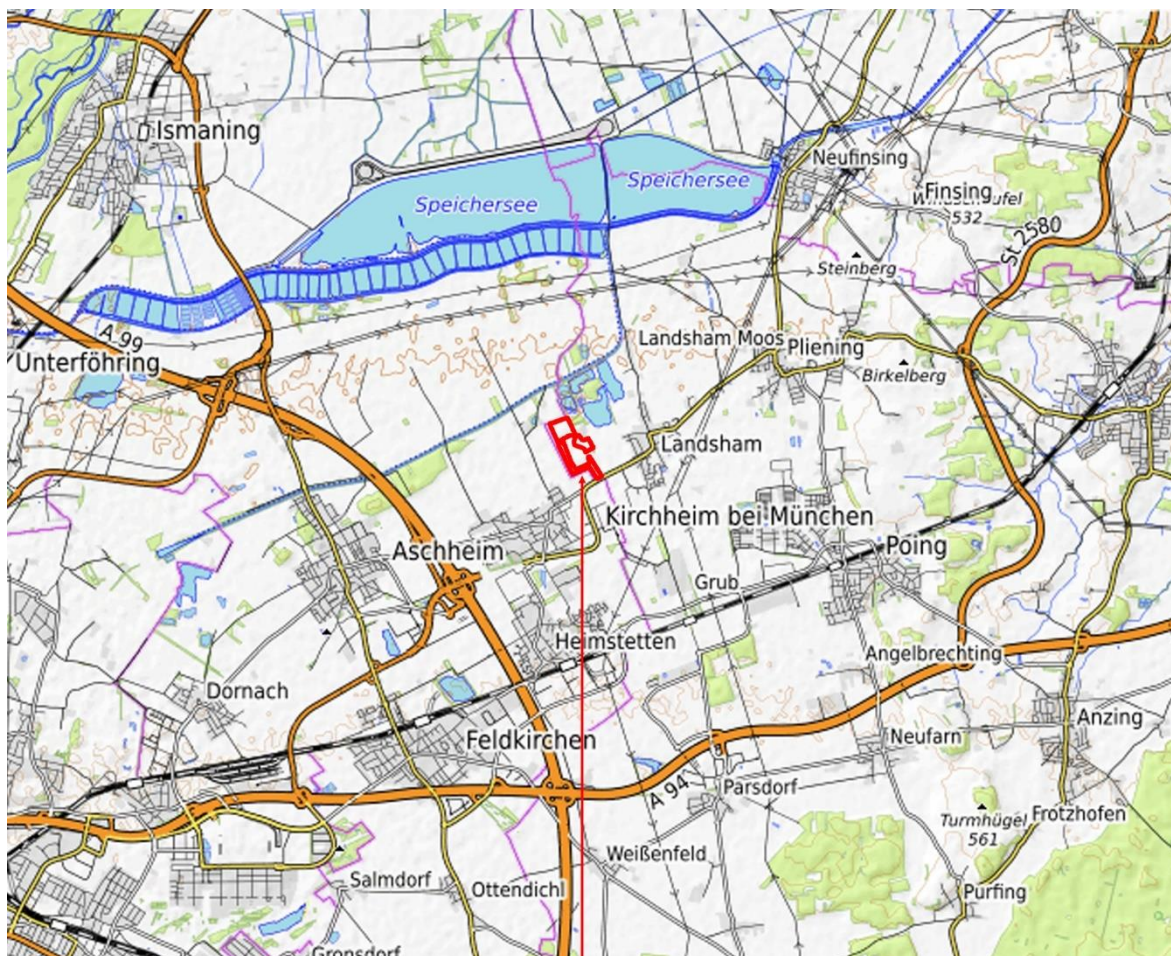 Ismaning
Neufinsing
Speichersee
Speichersee
Finsing
532
St 2580
Steinberg
A 99
Landsham Moos
Pliening
Unterföhring
Birkelberg
Landsham
Kirchheim bei München
Aschheim
Poing
Grub
Heimstetten
Angelbrechting
Dornach
Anzing
Feldkirchen
Neufarn
A 94
Parsdorf
Turmhügel
561
Frotzhofen
Weißenfeld
Salmdorf
Ottendichl
Purfing
Gronsdorf